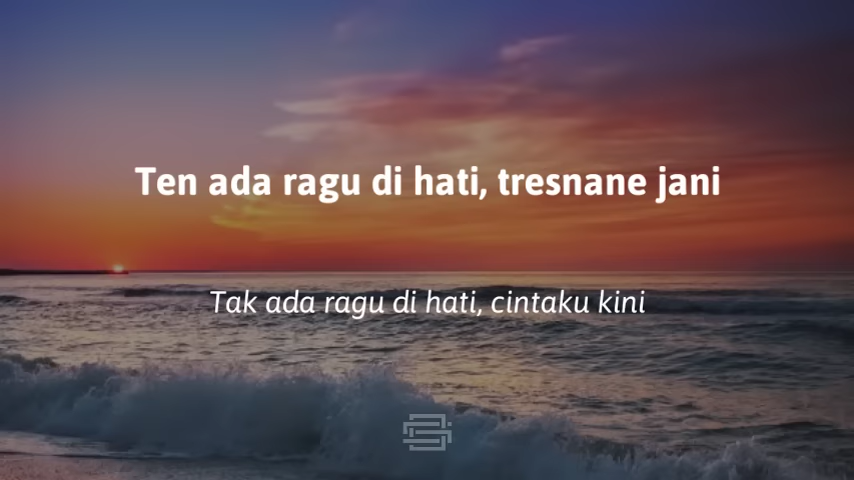 Ten ada ragu di hati, tresnane jani
Tak ada ragu di hati, cintaku kini